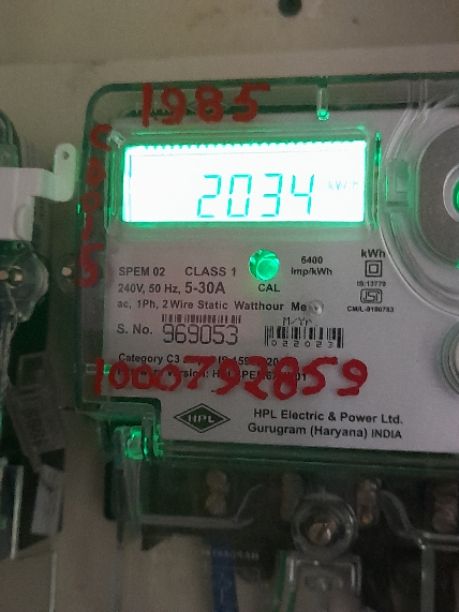 1985
2034 kWh
SPEM 02 CLASS 1
6400 Imp/kWh
kWh
240V, 50 Hz, 5-30A
CAL
IS:13779
ac, 1Ph, 2 Wire Static Watthour
CM/L-9180783
M/Yr
S. No. 969053
022023
Category C3
1000792859
HPL
HPL Electric & Power Ltd.
Gurugram (Haryana) INDIA